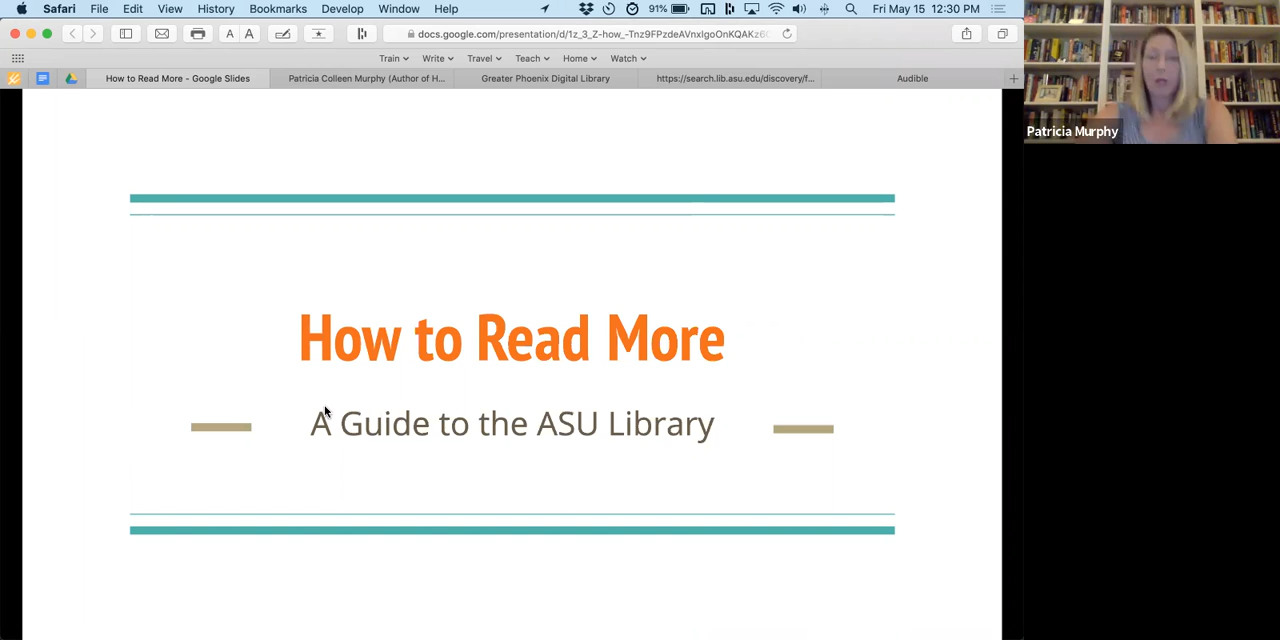 Safari File Edit View History Bookmarks Develop Window Help 91% Fri May 15 12:30 PM
A A docs.google.com/presentation/d/1z_3_Z-how_-Tnz9FPzdeAVnxIgoOnKQAKz6
Train Write Travel Teach Home Watch
How to Read More - Google Slides Patricia Colleen Murphy (Author of H... Greater Phoenix Digital Library https://search.lib.asu.edu/discovery/f... Audible
Patricia Murphy
How to Read More
A Guide to the ASU Library